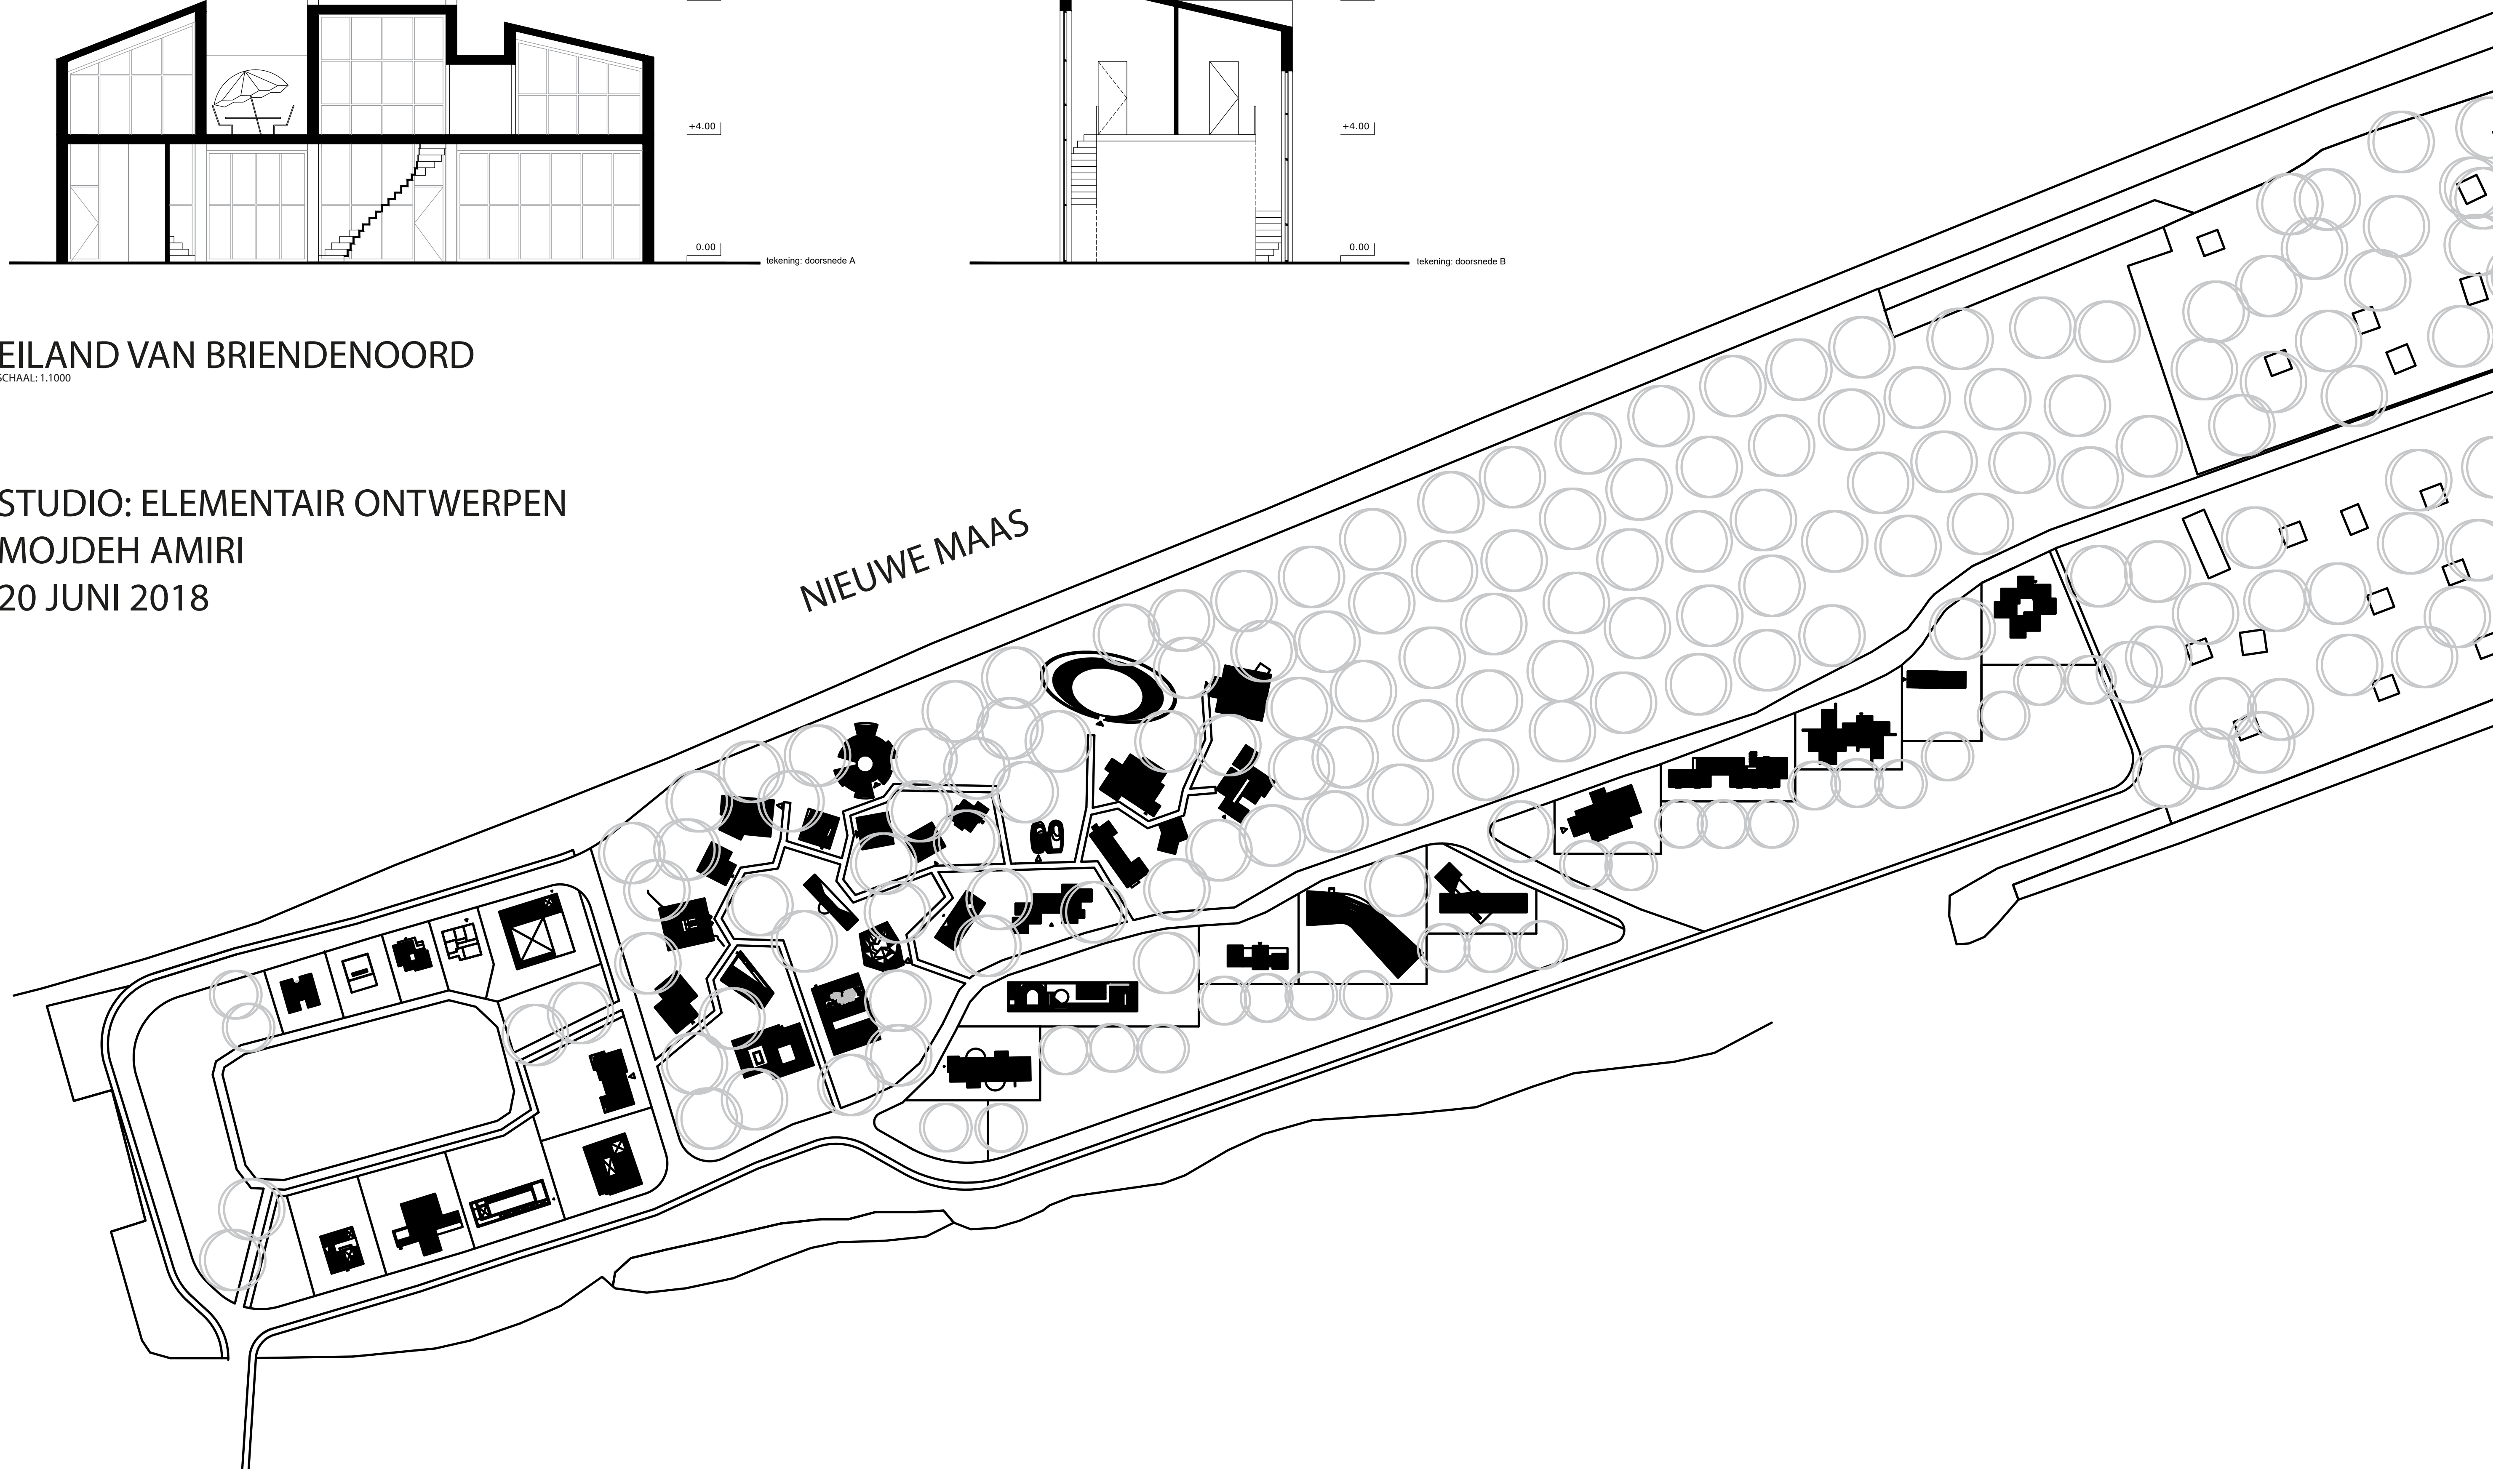 +4.00
0.00
tekening: doorsnede A
+4.00
0.00
tekening: doorsnede B
EILAND VAN BRIENDENOORD
SCHAAL: 1.1000
STUDIO: ELEMENTAIR ONTWERPEN
MOJDEH AMIRI
20 JUNI 2018
NIEUWE MAAS